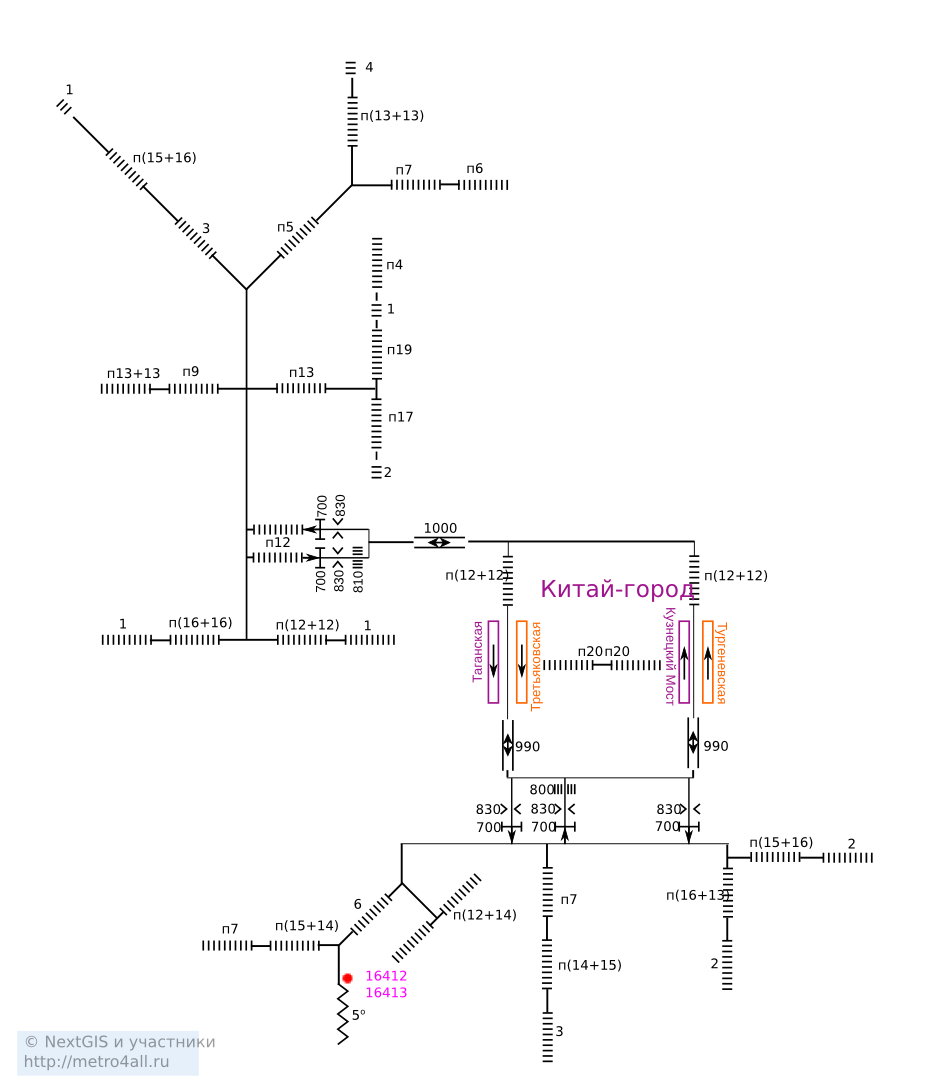 4
1
п(13+13)
п(15+16)
п7
п6
3
п5
п4
1
п19
п13+13
п9
п13
п17
2
700
830
1000
п12
700
830
810
п(12+12)
п(12+12)
Китай-город
1
п(16+16)
п(12+12)
1
Таганская
Третьяковская
п20
п20
Кузнецкий Мост
Тургеневская
990
990
800
830
830
830
700
700
700
п(15+16)
2
п(16+13)
п7
6
п(12+14)
п7
п(15+14)
п(14+15)
2
16412
16413
5°
3
© NextGIS и участники
http://metro4all.ru